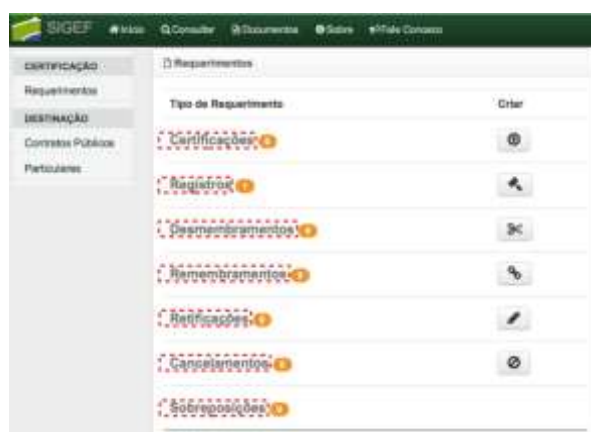 SIGEF Início Consultar Documentos Sobre Fale Conosco
CERTIFICAÇÃO
Requerimentos
DESTINAÇÃO
Contratos Públicos
Particulares
Requerimentos
Tipo de Requerimento Criar
Certificações
Registros
Desmembramentos
Remembramentos
Retificações
Cancelamentos
Sobreposições